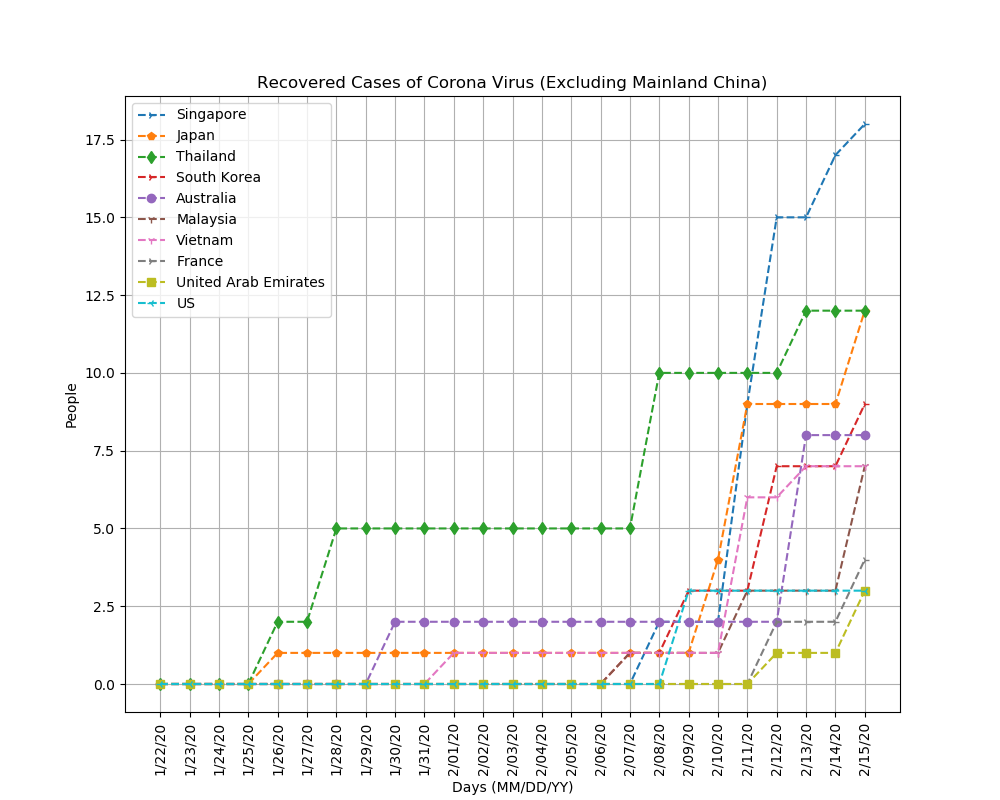 Recovered Cases of Corona Virus (Excluding Mainland China)
Singapore
Japan
Thailand
South Korea
Australia
Malaysia
Vietnam
France
United Arab Emirates
US
People
17.5
15.0
12.5
10.0
7.5
5.0
2.5
0.0
1/22/20
1/23/20
1/24/20
1/25/20
1/26/20
1/27/20
1/28/20
1/29/20
1/30/20
1/31/20
2/01/20
2/02/20
2/03/20
2/04/20
2/05/20
2/06/20
2/07/20
2/08/20
2/09/20
2/10/20
2/11/20
2/12/20
2/13/20
2/14/20
2/15/20
Days (MM/DD/YY)